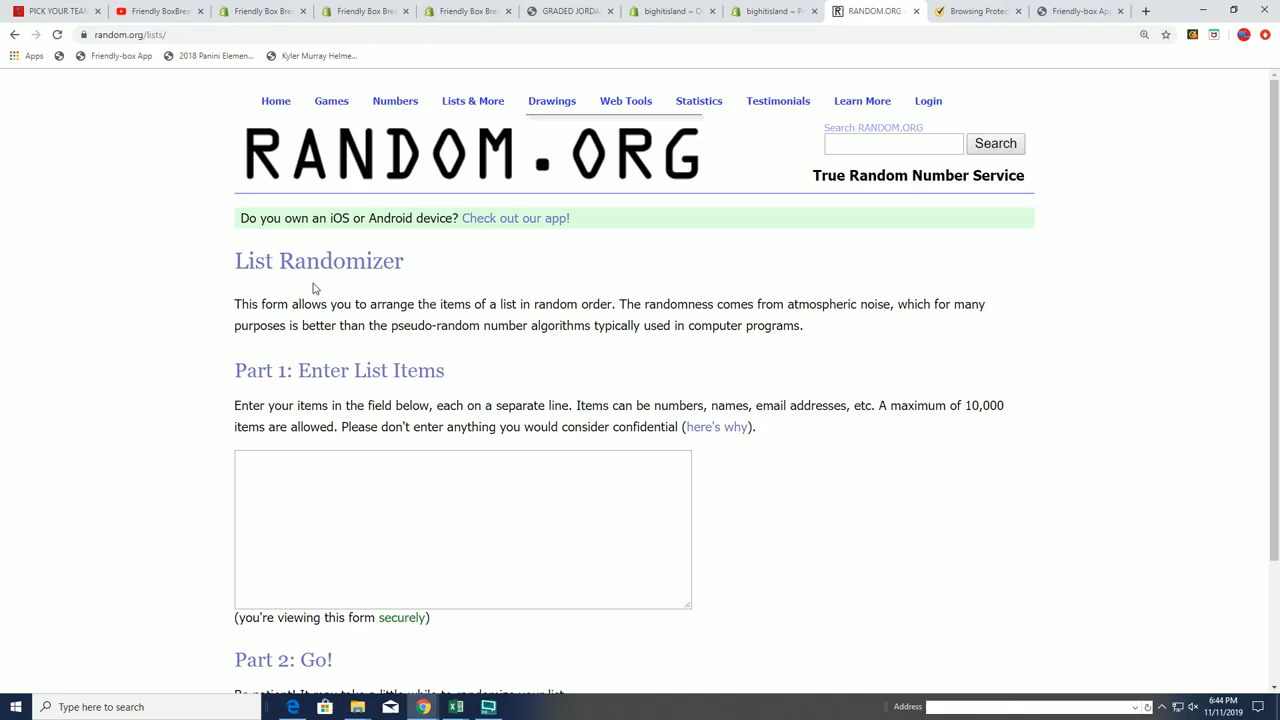 PICK YOUR TEAM
Friendly BoxBree
Friendly Box Bre
Friendly Box Bre
Friendly Box Bre
GRADED JORDA
bighitisland ~ O
bighitisland ~ P
RANDOM.ORG
Browsing Protec
Friendly-box Ap
random.org/lists/
Apps
Friendly-box App
2018 Panini Elemen...
Kyler Murray Helme...
Home
Games
Numbers
Lists & More
Drawings
Web Tools
Statistics
Testimonials
Learn More
Login
RANDOM.ORG
Search RANDOM.ORG
Search
True Random Number Service
Do you own an iOS or Android device? Check out our app!
List Randomizer
This form allows you to arrange the items of a list in random order. The randomness comes from atmospheric noise, which for many
purposes is better than the pseudo-random number algorithms typically used in computer programs.
Part 1: Enter List Items
Enter your items in the field below, each on a separate line. Items can be numbers, names, email addresses, etc. A maximum of 10,000
items are allowed. Please don't enter anything you would consider confidential (here's why).
(you're viewing this form securely)
Part 2: Go!
Be patient! It may take a little while to randomize your list
Type here to search
Address
6:44 PM
11/11/2019